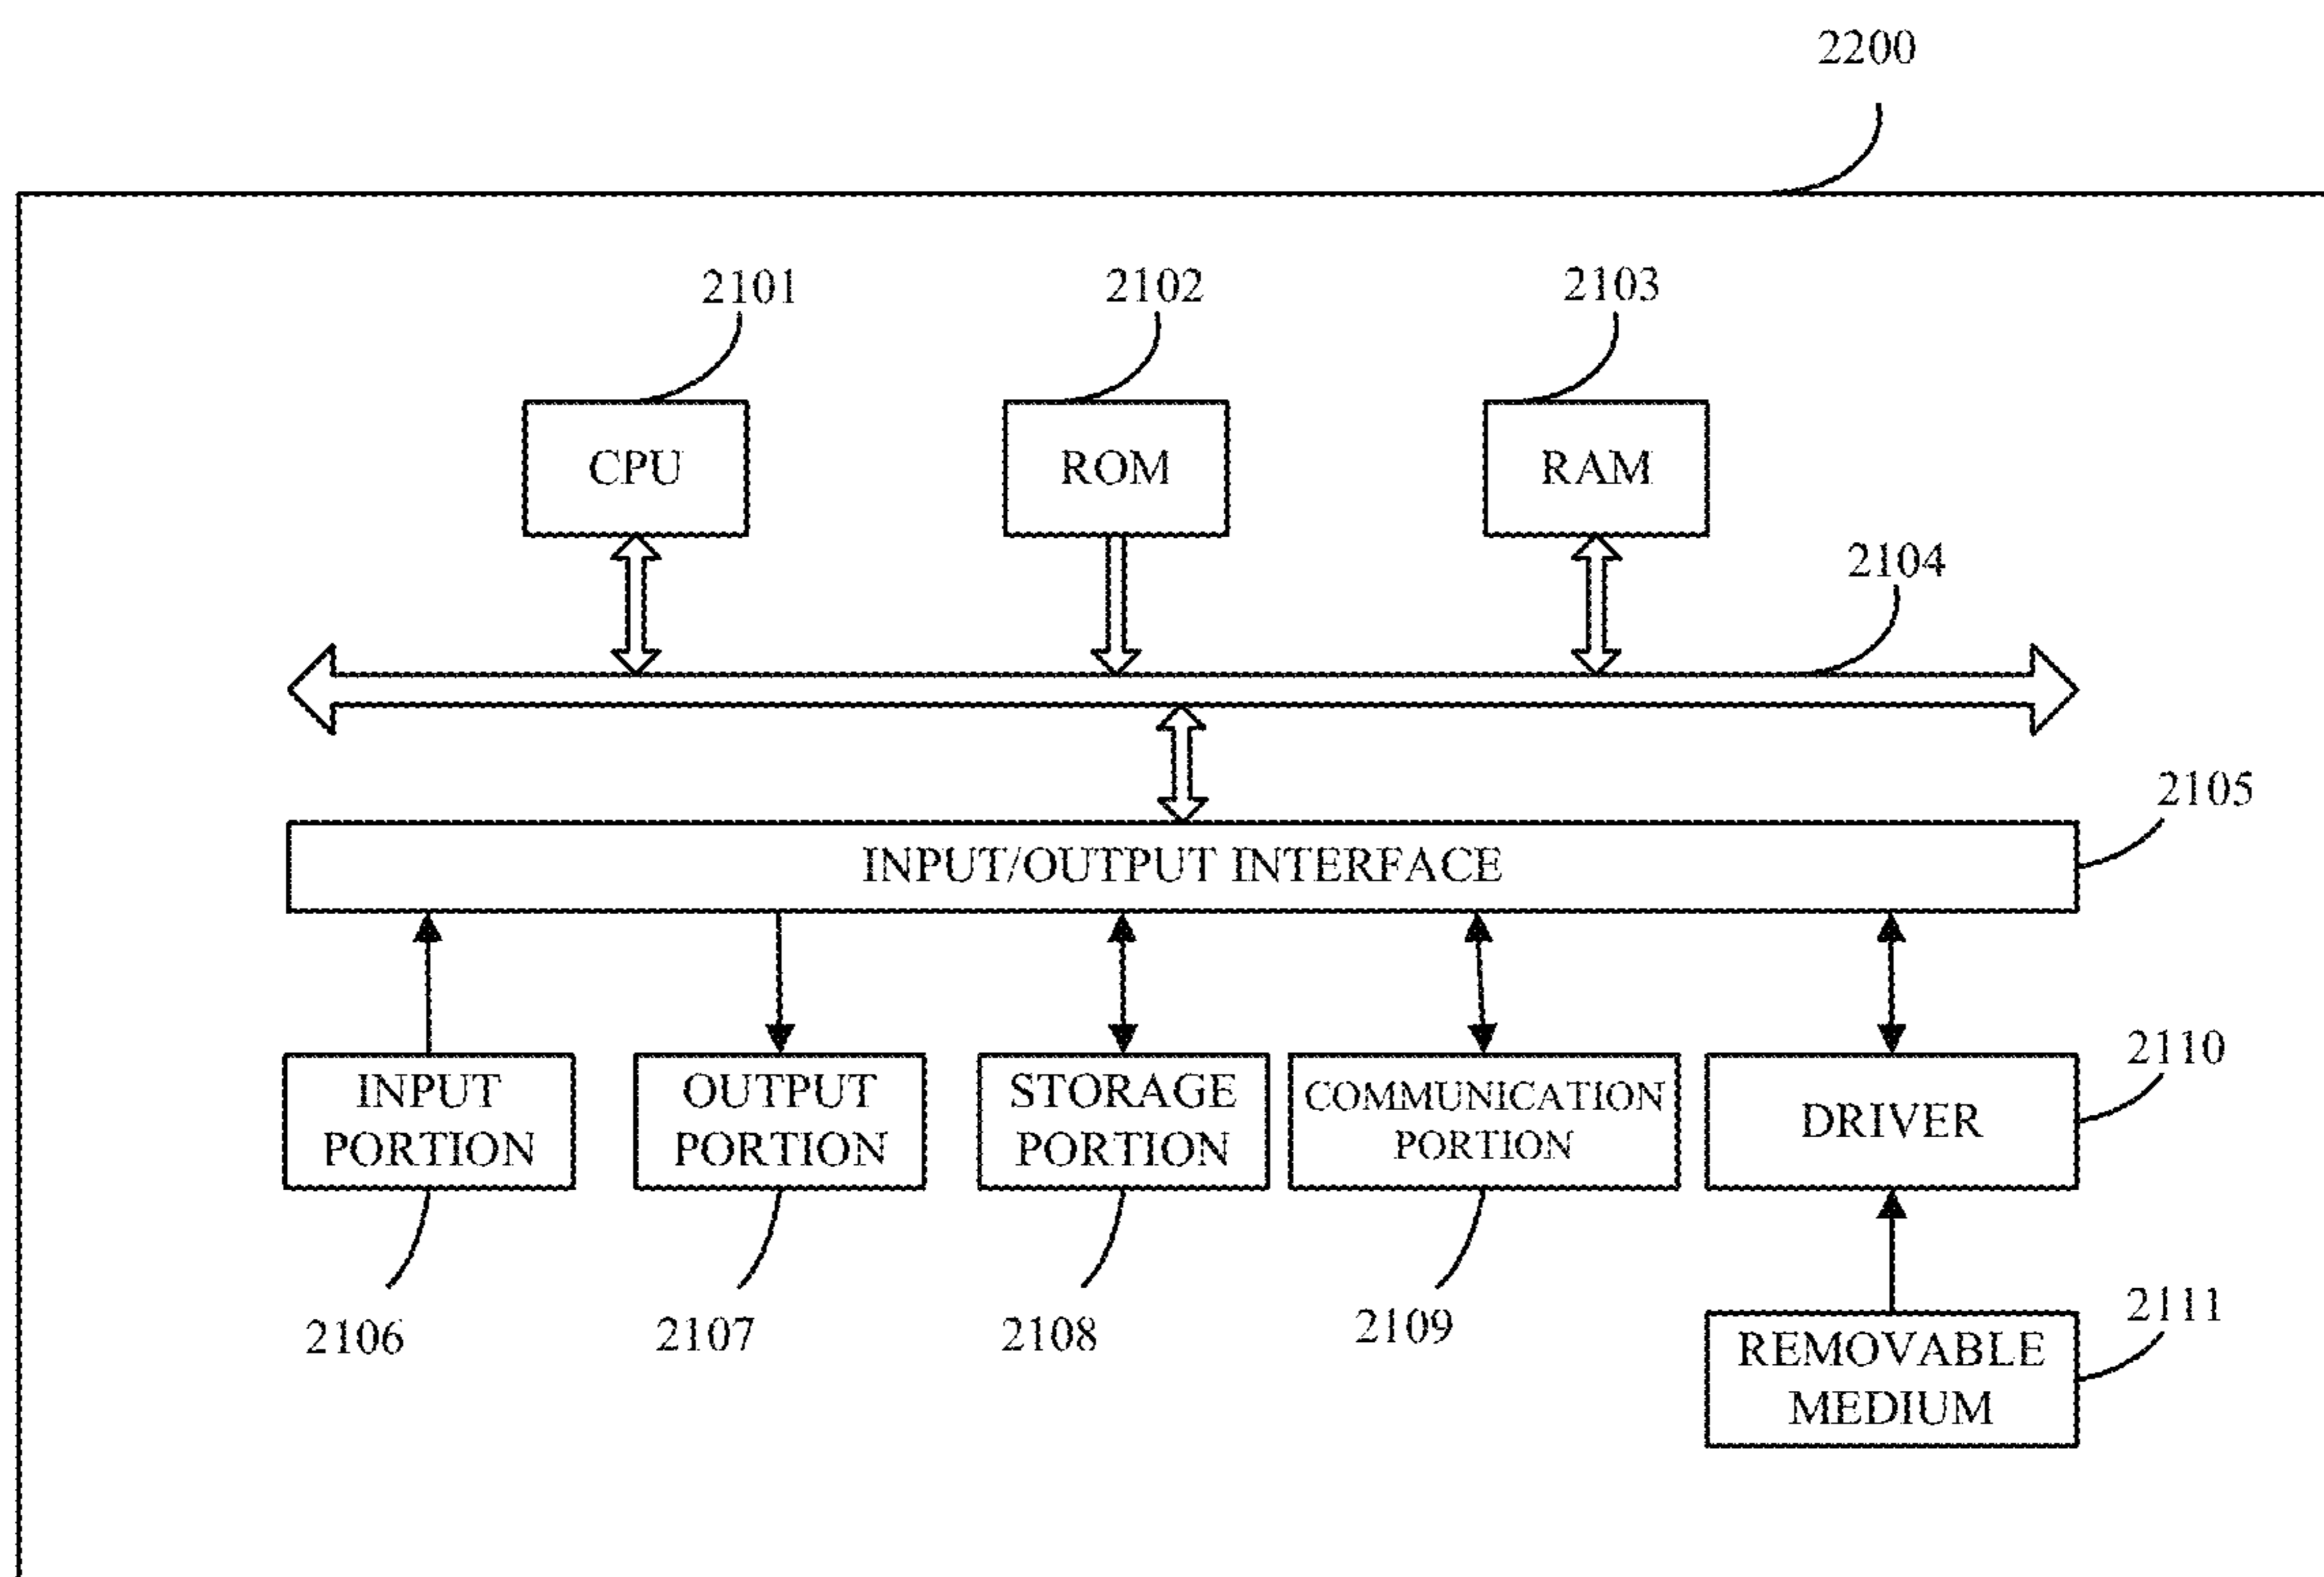 2200
2101
2102
2103
CPU
ROM
RAM
2104
2105
INPUT/OUTPUT INTERFACE
2110
INPUT
PORTION
OUTPUT
PORTION
STORAGE
PORTION
COMMUNICATION
PORTION
DRIVER
2106
2107
2108
2109
2111
REMOVABLE
MEDIUM